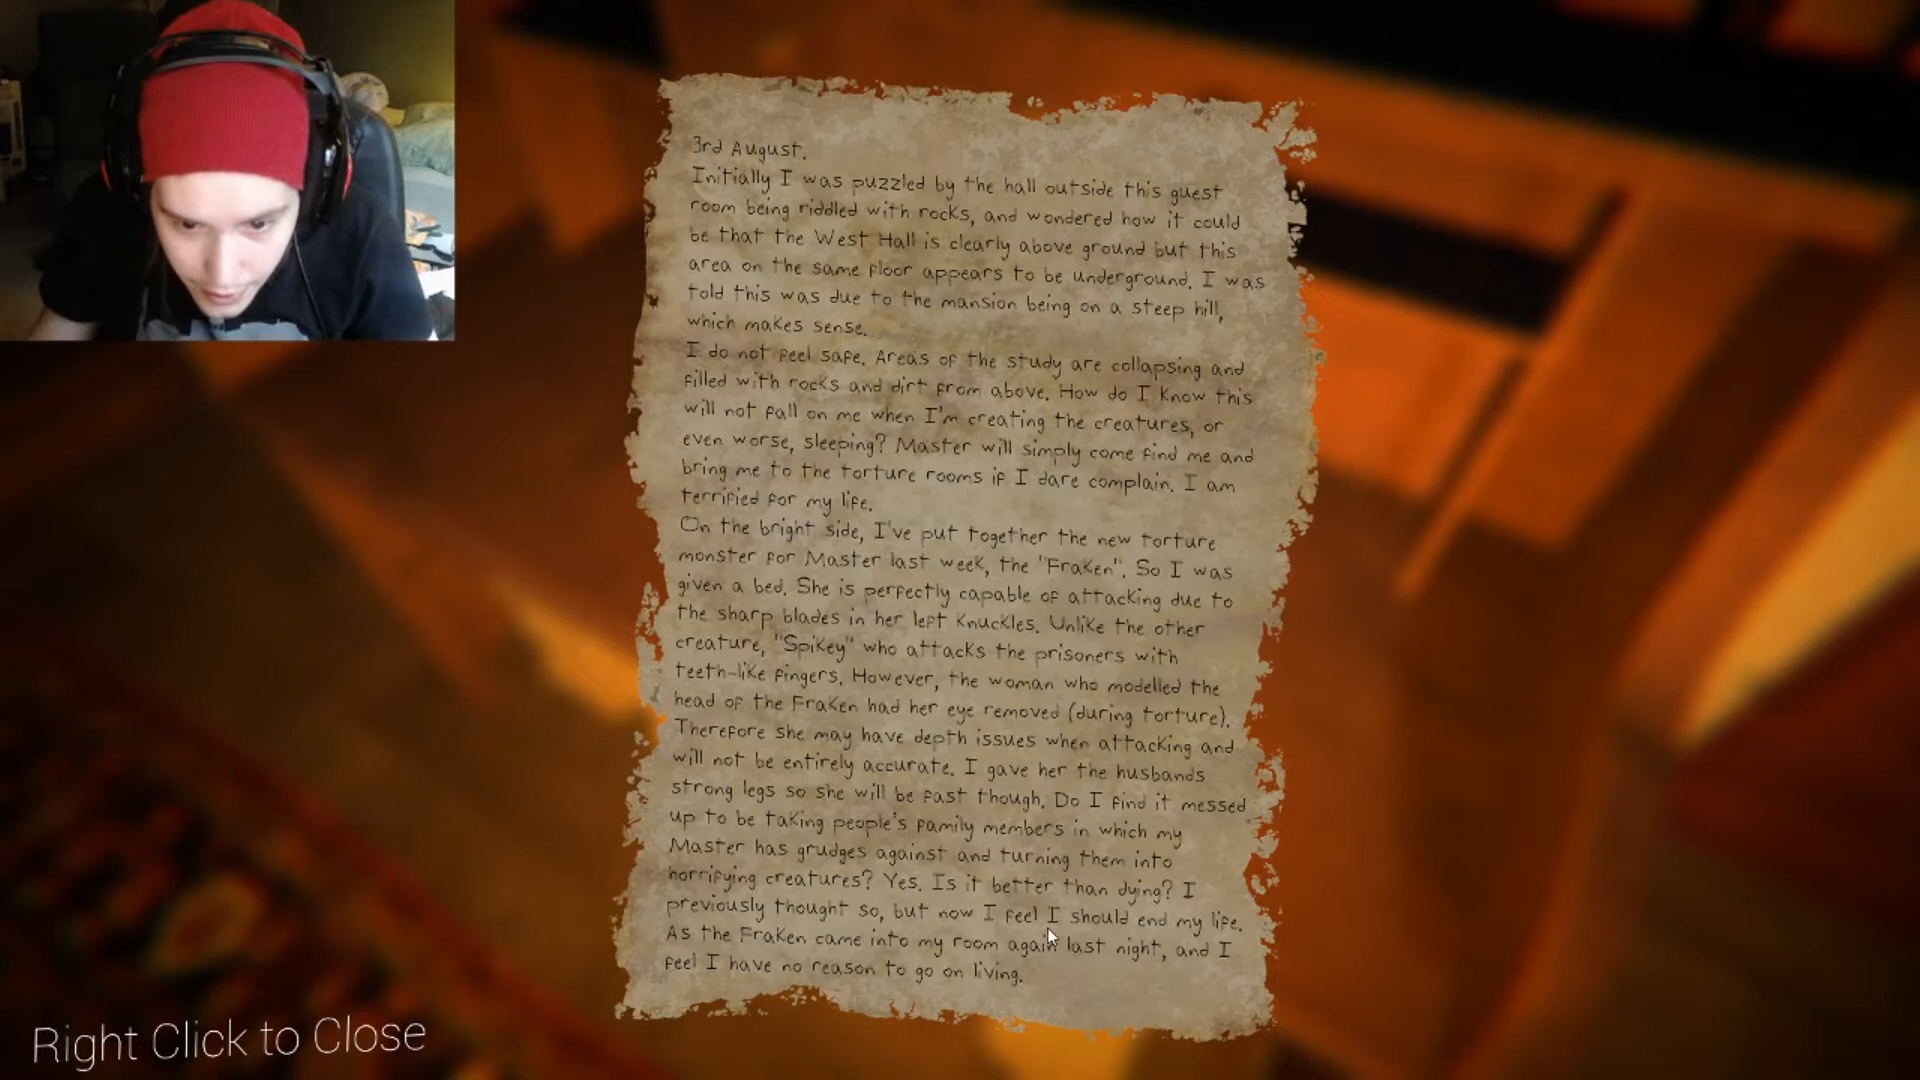 3rd August.
Initially I was puzzled by the hall outside this guest
room being riddled with rocks, and wondered how it could
be that the West Hall is clearly above ground but this
area on the same floor appears to be underground. I was
told this was due to the mansion being on a steep hill,
which makes sense.
I do not feel safe. Areas of the study are collapsing and
filled with rocks and dirt from above. How do I know this
will not fall on me when I'm creating the creatures, or
even worse, sleeping? Master will simply come find me and
bring me to the torture rooms if I dare complain. I am
terrified for my life.
On the bright side, I've put together the new torture
monster for Master last week, the "Fraken". So I was
given a bed. She is perfectly capable of attacking due to
the sharp blades in her left knuckles. Unlike the other
creature, "Spikey" who attacks the prisoners with
teeth-like fingers. However, the woman who modelled the
head of the Fraken had her eye removed (during torture).
Therefore she may have depth issues when attacking and
will not be entirely accurate. I gave her the husbands
strong legs so she will be fast though. Do I find it messed
up to be taking people's family members in which my
Master has grudges against and turning them into
horrifying creatures? Yes. Is it better than dying? I
previously thought so, but now I feel I should end my life.
As the Fraken came into my room again last night, and I
feel I have no reason to go on living.
Right Click to Close